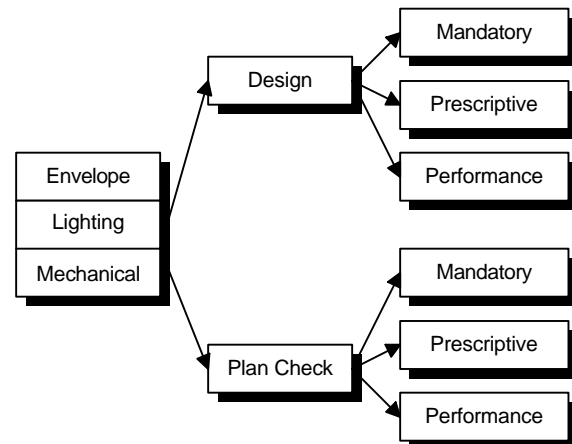 Envelope
Lighting
Mechanical
Design
Mandatory
Prescriptive
Performance
Plan Check
Mandatory
Prescriptive
Performance